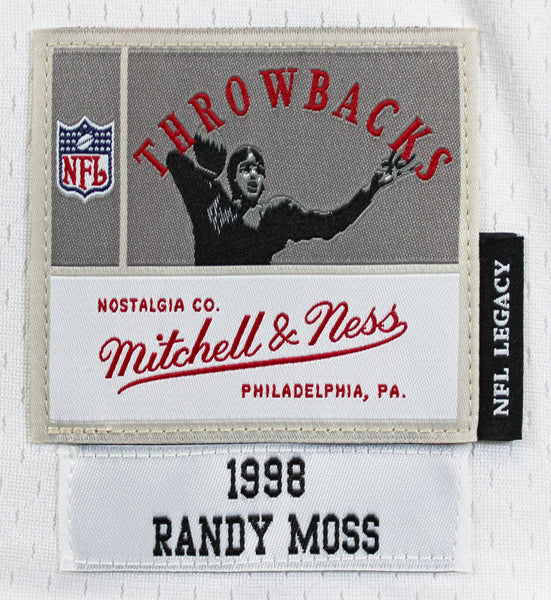 THROWBACKS
NFL
NOSTALGIA CO.
Mitchell & Ness
PHILADELPHIA, PA.
NFL LEGACY
1998
RANDY MOSS